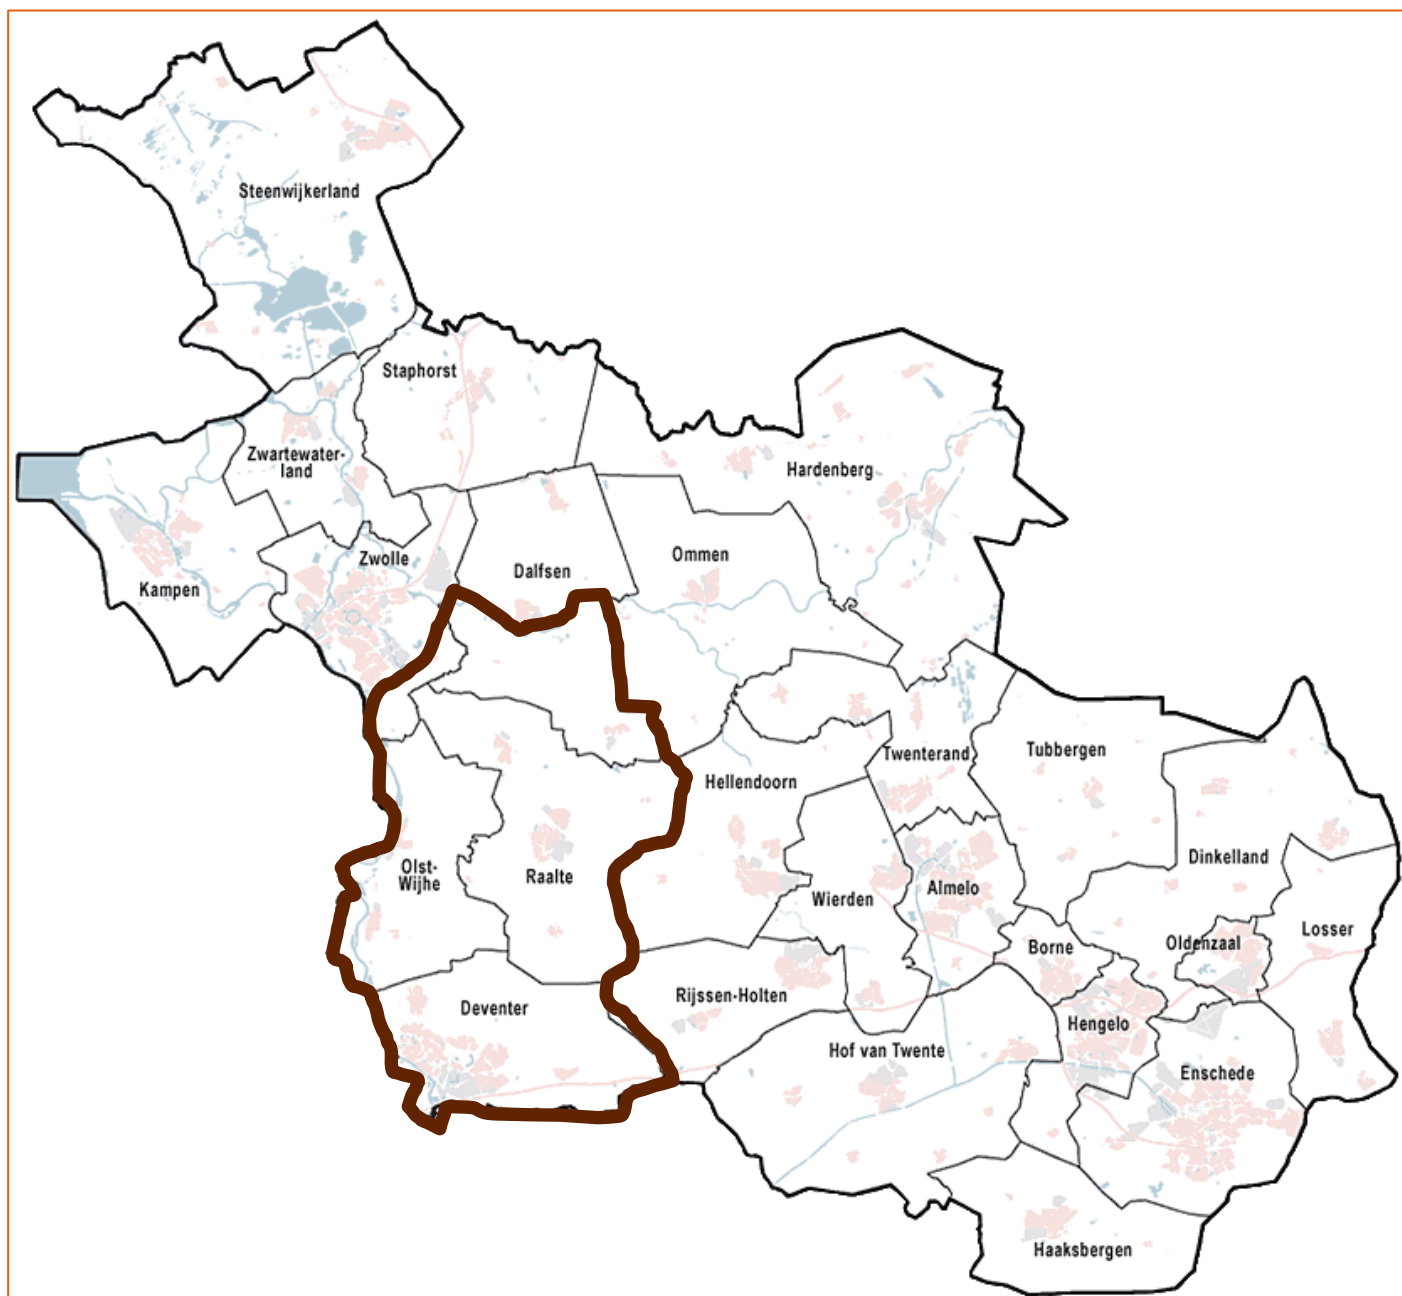 Steenwijkerland
Staphorst
Zwartewater-
land
Hardenberg
Zwolle
Ommen
Dalfsen
Kampen
Tubbergen
Twenterand
Hellendoorn
Dinkelland
Olst-
Wijhe
Raalte
Almelo
Wierden
Losser
Oldenzaal
Borne
Rijssen-Holten
Deventer
Hengelo
Hof van Twente
Enschede
Haaksbergen